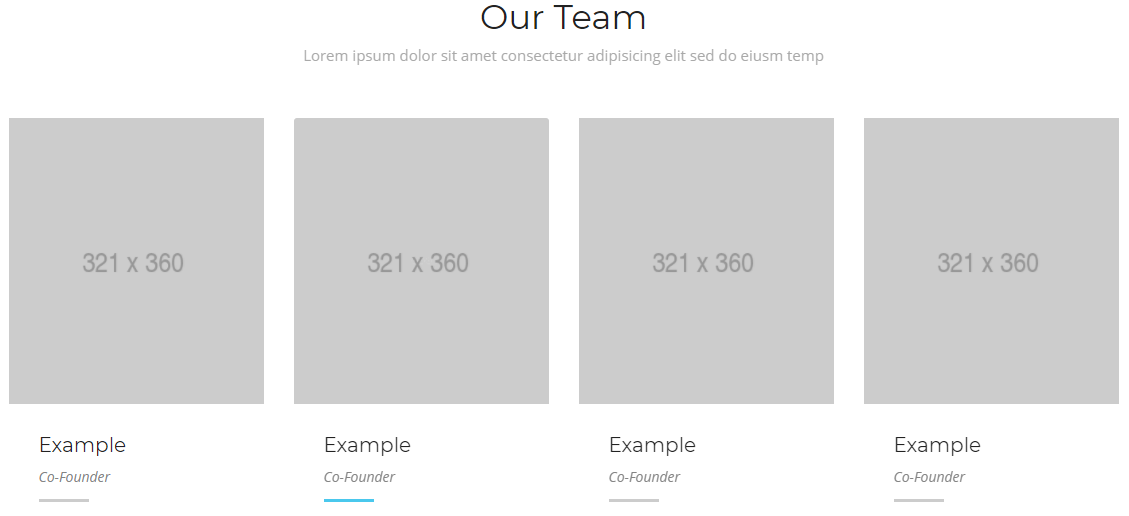 Our Team
Lorem ipsum dolor sit amet consectetur adipisicing elit sed do eiusm temp
321 x 360
321 x 360
321 x 360
321 x 360
Example
Co-Founder
Example
Co-Founder
Example
Co-Founder
Example
Co-Founder